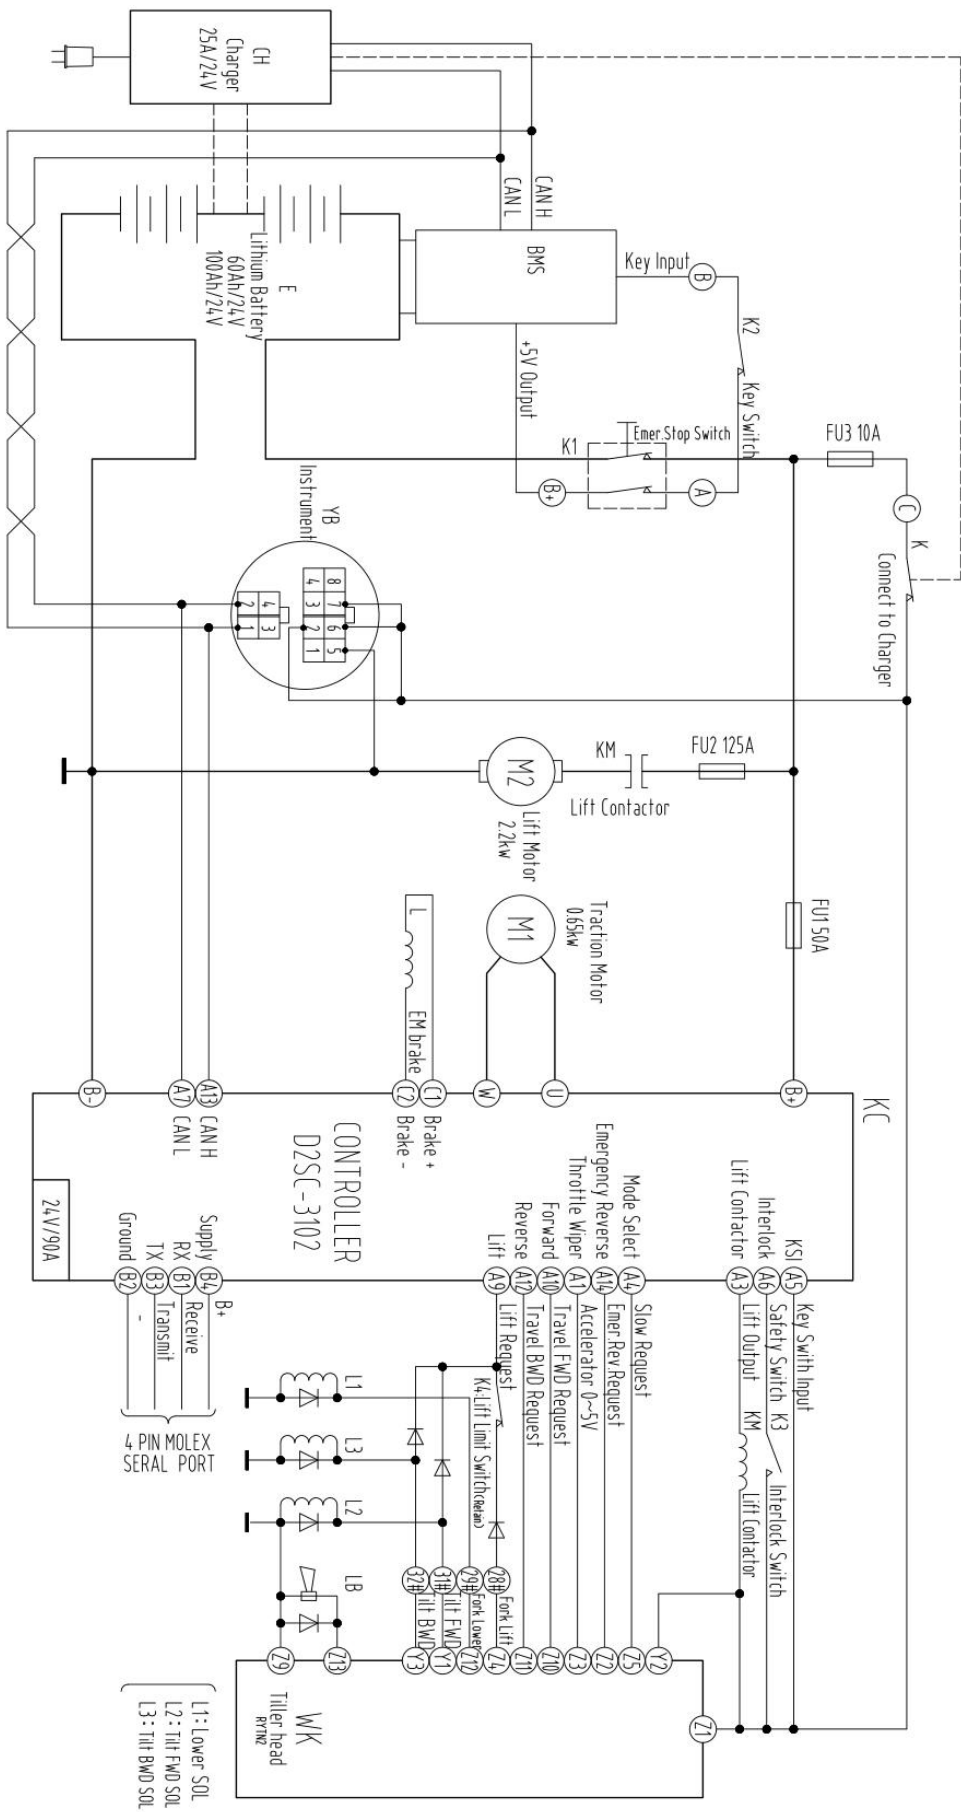 CH
Charger
25A/24V
CAN H
CAN L
BMS
Key Input
B
K2
Key Switch
+5V Output
E
Lithium Battery
60Ah/24V
100Ah/24V
K1
Emer.Stop Switch
B+
A
FU3 10A
C
K
Connect to Charger
YB
Instrument
4 8
3 7
2 6
1 5
2 4
1 3
KM
FU2 125A
M2
Lift Contactor
Lift Motor
2.2kw
FU1 50A
Traction Motor
0.65kw
M1
L
EM brake
B-
A7
A13
C2
C1
W
U
B+
KC
CAN L
CAN H
Brake -
Brake +
CONTROLLER
D2SC-3102
24V/90A
Ground
TX
RX
Supply
Lift
Reverse
Forward
Throttle Wiper
Emergency Reverse
Mode Select
Lift Contactor
Interlock
KSI
B2
B3
B1
B4
A9
A12
A10
A1
A14
A4
A3
A6
A5
-
Transmit
Receive
B+
4 PIN MOLEX
SERAL PORT
Lift Request
Travel BWD Request
Travel FWD Request
Accelerator 0~5V
Emer.Rev.Request
Slow Request
Lift Output
Safety Switch
Key Swith Input
KM
K3
Lift Contactor
Interlock Switch
K4:Lift Limit Switch(Retain)
L1
L3
L2
LB
32#
31#
29#
28#
Tilt BWD
Tilt FWD
Fork Lower
Fork Lift
Z9
Z13
Y3
Y1
Z12
Z4
Z11
Z10
Z3
Z2
Z5
Y2
Z1
WK
Tiller head
RYTN2
L1: Lower SOL
L2: Tilt FWD SOL
L3: Tilt BWD SOL